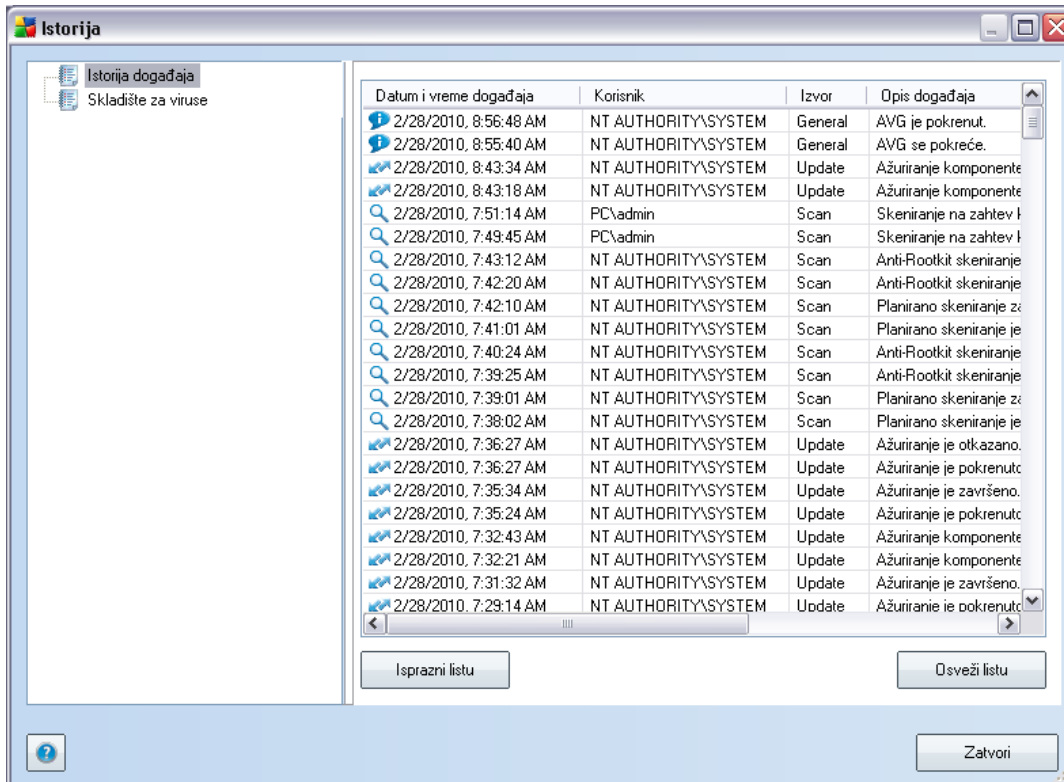 Istorija
Istorija događaja
Skladište za viruse
Datum i vreme događaja Korisnik Izvor Opis događaja
2/28/2010, 8:56:48 AM NT AUTHORITY\SYSTEM General AVG je pokrenut.
2/28/2010, 8:55:40 AM NT AUTHORITY\SYSTEM General AVG se pokreće.
2/28/2010, 8:43:34 AM NT AUTHORITY\SYSTEM Update Ažuriranje komponente
2/28/2010, 8:43:18 AM NT AUTHORITY\SYSTEM Update Ažuriranje komponente
2/28/2010, 7:51:14 AM PC\admin Scan Skeniranje na zahtev
2/28/2010, 7:49:45 AM PC\admin Scan Skeniranje na zahtev
2/28/2010, 7:43:12 AM NT AUTHORITY\SYSTEM Scan Anti-Rootkit skeniranje
2/28/2010, 7:42:20 AM NT AUTHORITY\SYSTEM Scan Anti-Rootkit skeniranje
2/28/2010, 7:42:10 AM NT AUTHORITY\SYSTEM Scan Planirano skeniranje
2/28/2010, 7:41:01 AM NT AUTHORITY\SYSTEM Scan Planirano skeniranje je
2/28/2010, 7:40:24 AM NT AUTHORITY\SYSTEM Scan Anti-Rootkit skeniranje
2/28/2010, 7:39:25 AM NT AUTHORITY\SYSTEM Scan Anti-Rootkit skeniranje
2/28/2010, 7:39:01 AM NT AUTHORITY\SYSTEM Scan Planirano skeniranje
2/28/2010, 7:38:02 AM NT AUTHORITY\SYSTEM Scan Planirano skeniranje je
2/28/2010, 7:36:27 AM NT AUTHORITY\SYSTEM Update Ažuriranje je otkazano.
2/28/2010, 7:36:27 AM NT AUTHORITY\SYSTEM Update Ažuriranje je pokrenuto
2/28/2010, 7:35:34 AM NT AUTHORITY\SYSTEM Update Ažuriranje je završeno.
2/28/2010, 7:35:24 AM NT AUTHORITY\SYSTEM Update Ažuriranje je pokrenuto
2/28/2010, 7:32:43 AM NT AUTHORITY\SYSTEM Update Ažuriranje komponente
2/28/2010, 7:32:21 AM NT AUTHORITY\SYSTEM Update Ažuriranje komponente
2/28/2010, 7:31:32 AM NT AUTHORITY\SYSTEM Update Ažuriranje je završeno.
2/28/2010, 7:29:14 AM NT AUTHORITY\SYSTEM Update Ažuriranje je pokrenuto
Isprazni listu Osveži listu
Zatvori